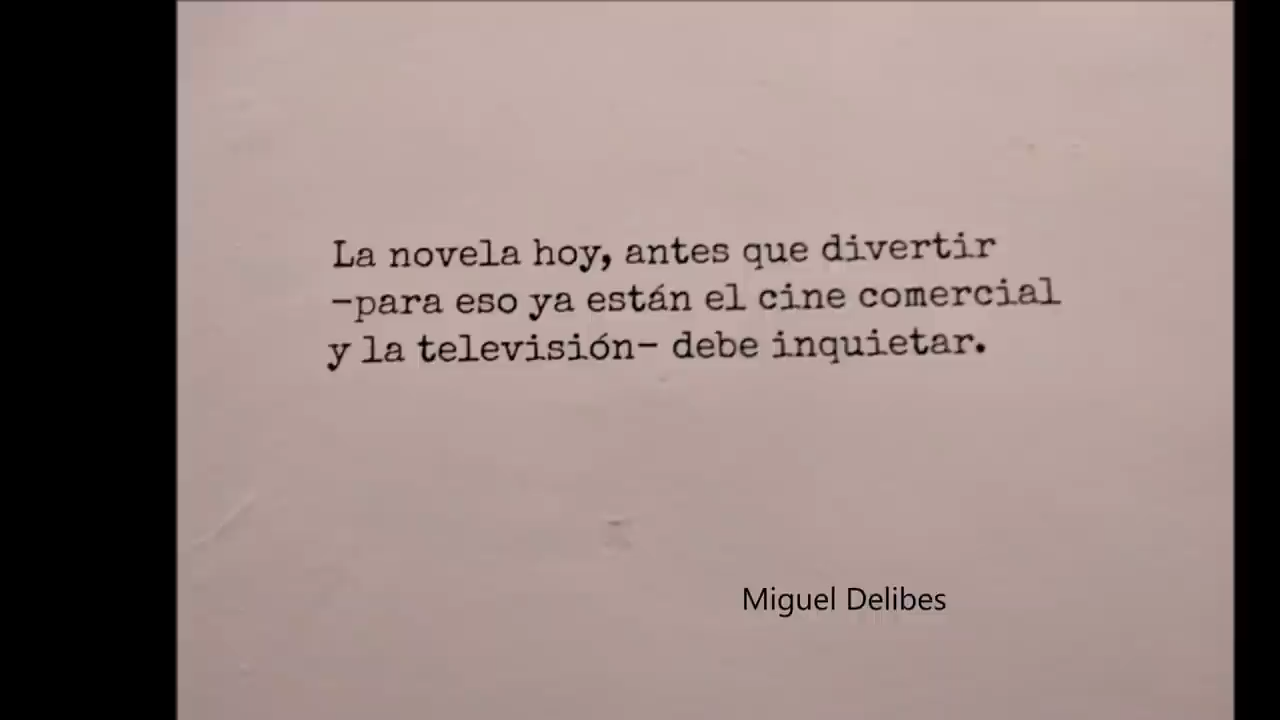 La novela hoy, antes que divertir
-para eso ya están el cine comercial
y la televisión- debe inquietar.
Miguel Delibes